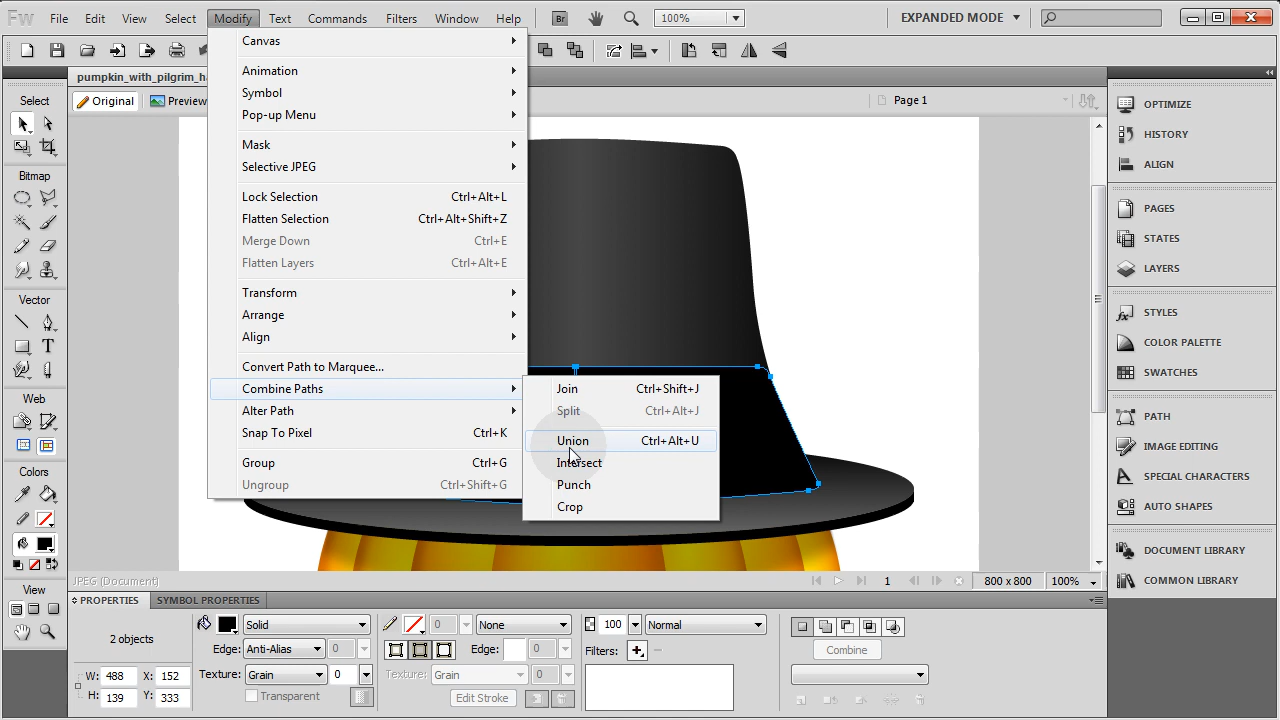 Fw File Edit View Select Modify Text Commands Filters Window Help Br 100% EXPANDED MODE
pumpkin_with_pilgrim_ha
Original Preview Page 1
Canvas
Animation
Symbol
Pop-up Menu
Mask
Selective JPEG
Lock Selection Ctrl+Alt+L
Flatten Selection Ctrl+Alt+Shift+Z
Merge Down Ctrl+E
Flatten Layers Ctrl+Alt+E
Transform
Arrange
Align
Convert Path to Marquee...
Combine Paths
Alter Path
Snap To Pixel Ctrl+K
Group Ctrl+G
Ungroup Ctrl+Shift+G
Join Ctrl+Shift+J
Split Ctrl+Alt+J
Union Ctrl+Alt+U
Intersect
Punch
Crop
Select
Bitmap
Vector
T
Web
Colors
View
OPTIMIZE
HISTORY
ALIGN
PAGES
STATES
LAYERS
STYLES
COLOR PALETTE
SWATCHES
PATH
IMAGE EDITING
SPECIAL CHARACTERS
AUTO SHAPES
DOCUMENT LIBRARY
COMMON LIBRARY
JPEG (Document) 1 800 x 800 100%
PROPERTIES SYMBOL PROPERTIES
2 objects
W: 488 X: 152
H: 139 Y: 333
Solid
Edge: Anti-Alias 0
Texture: Grain 0
Transparent
0 None
Edge: 0
Texture: Grain 0
Edit Stroke
100 Normal
Filters:
Combine